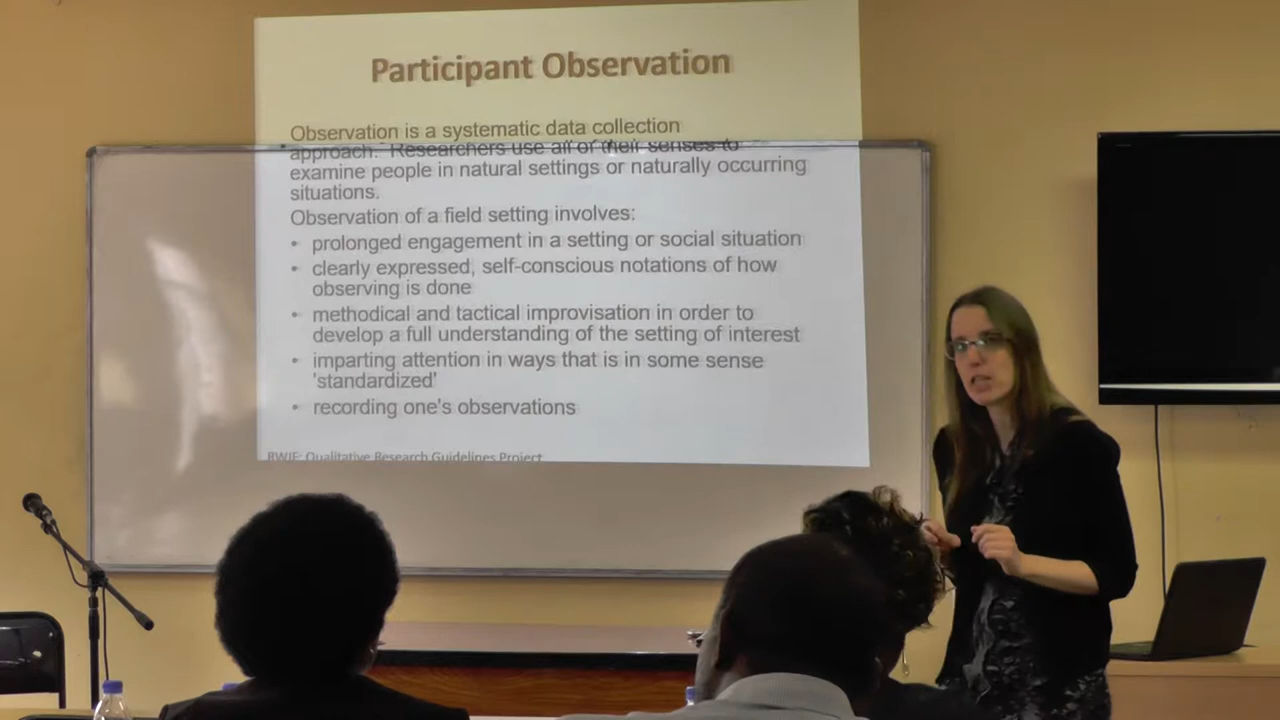 Participant Observation
Observation is a systematic data collection
approach. Researchers use all of their senses to
examine people in natural settings or naturally occurring
situations.
Observation of a field setting involves:
• prolonged engagement in a setting or social situation
• clearly expressed, self-conscious notations of how
observing is done
• methodical and tactical improvisation in order to
develop a full understanding of the setting of interest
• imparting attention in ways that is in some sense
'standardized'
• recording one's observations
RWJF: Qualitative Research Guidelines Project